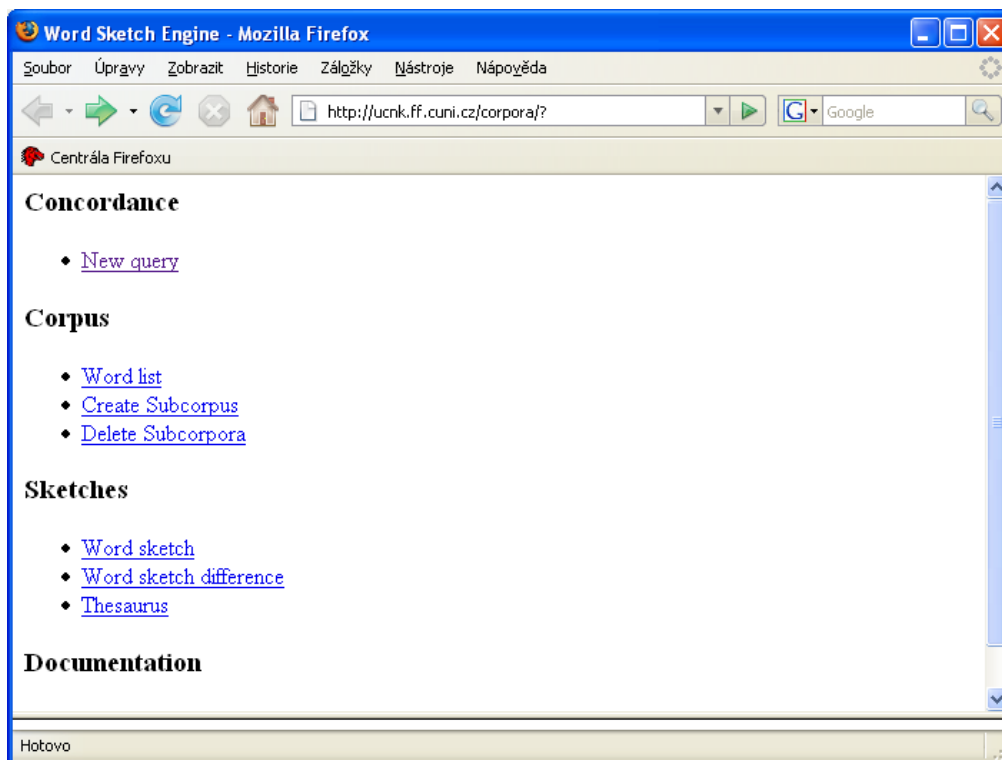 Word Sketch Engine - Mozilla Firefox
Soubor Úpravy Zobrazit Historie Záložky Nástroje Nápověda
http://ucnk.ff.cuni.cz/corpora/? G Google
Centrála Firefoxu
Concordance
• New query
Corpus
• Word list
• Create Subcorpus
• Delete Subcorpora
Sketches
• Word sketch
• Word sketch difference
• Thesaurus
Documentation
Hotovo